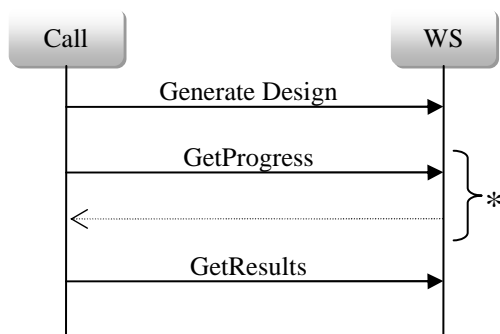 Call
WS
Generate Design
GetProgress
*
GetResults